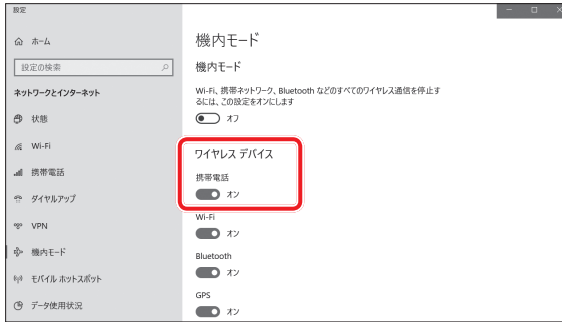 設定
ホーム
設定の検索
ネットワークとインターネット
状態
Wi-Fi
携帯電話
ダイヤルアップ
VPN
機内モード
モバイル ホットスポット
データ使用状況
機内モード
機内モード
Wi-Fi、携帯ネットワーク、Bluetooth などのすべてのワイヤレス通信を停止す
るには、この設定をオンにします
オフ
ワイヤレス デバイス
携帯電話
オン
Wi-Fi
オン
Bluetooth
オン
GPS
オン